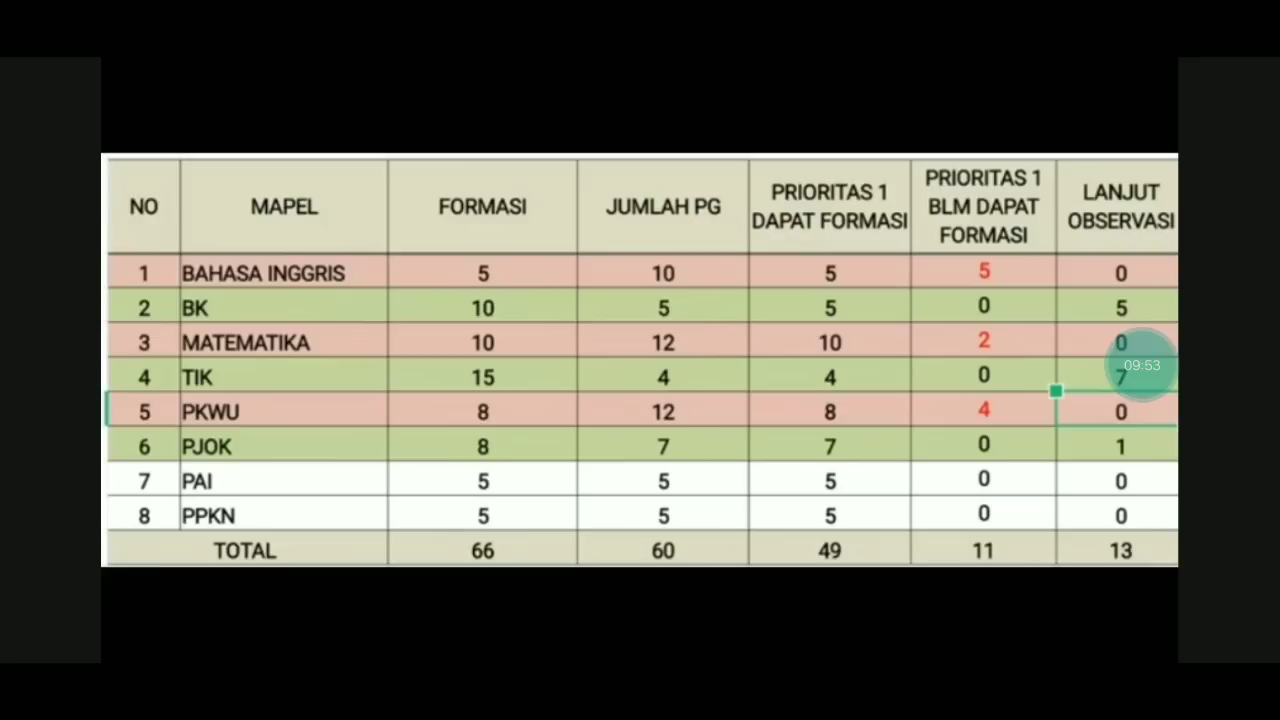 NO MAPEL FORMASI JUMLAH PG PRIORITAS 1 DAPAT FORMASI PRIORITAS 1 BLM DAPAT FORMASI LANJUT OBSERVASI
1 BAHASA INGGRIS 5 10 5 5 0
2 BK 10 5 5 0 5
3 MATEMATIKA 10 12 10 2 0
4 TIK 15 4 4 0 7
09:53
5 PKWU 8 12 8 4 0
6 PJOK 8 7 7 0 1
7 PAI 5 5 5 0 0
8 PPKN 5 5 5 0 0
TOTAL 66 60 49 11 13